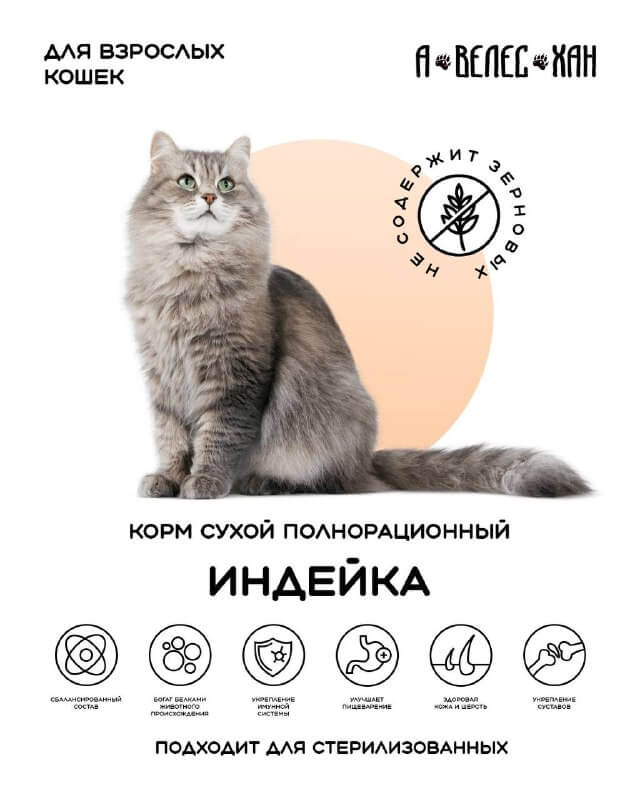 ДЛЯ ВЗРОСЛЫХ
КОШЕК
А ВЕЛЕС ХАН
НЕ СОДЕРЖИТ ЗЕРНОВЫХ
КОРМ СУХОЙ ПОЛНОРАЦИОННЫЙ
ИНДЕЙКА
СБАЛАНСИРОВАННЫЙ
СОСТАВ
БОГАТ БЕЛКАМИ
ЖИВОТНОГО
ПРОИСХОЖДЕНИЯ
УКРЕПЛЕНИЕ
ИМУННОЙ
СИСТЕМЫ
УЛУЧШАЕТ
ПИЩЕВАРЕНИЕ
ЗДОРОВАЯ
КОЖА И ШЕРСТЬ
УКРЕПЛЕНИЕ
СУСТАВОВ
ПОДХОДИТ ДЛЯ СТЕРИЛИЗОВАННЫХ